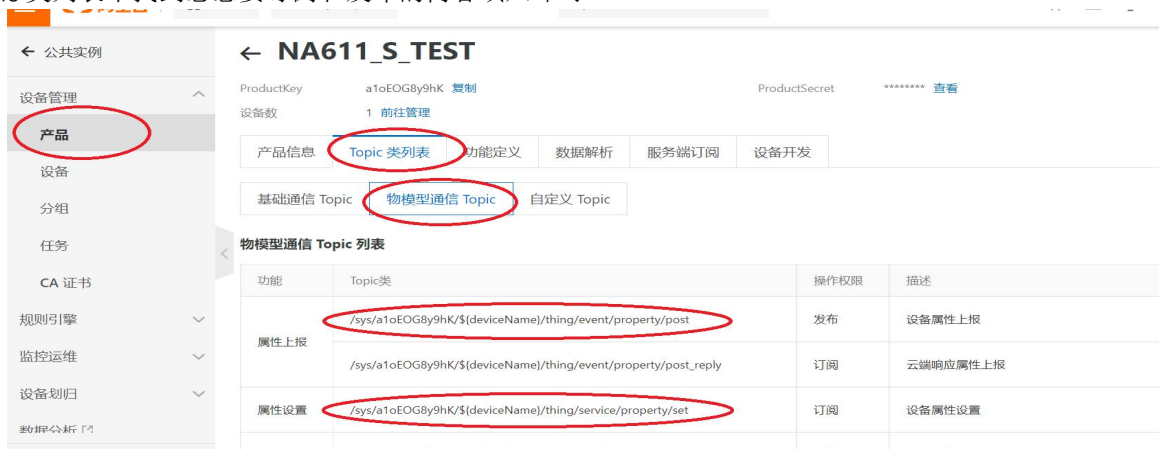 ← 公共实例
← NA611_S_TEST
ProductKey a1oEOG8y9hK 复制 ProductSecret ******** 查看
设备数 1 前往管理
设备管理
产品
设备
分组
任务
CA 证书
规则引擎
监控运维
设备划归
数据分析
产品信息 Topic 类列表 功能定义 数据解析 服务端订阅 设备开发
基础通信 Topic 物模型通信 Topic 自定义 Topic
物模型通信 Topic 列表
功能 Topic类 操作权限 描述
属性上报 /sys/a1oEOG8y9hK/${deviceName}/thing/event/property/post 发布 设备属性上报
/sys/a1oEOG8y9hK/${deviceName}/thing/event/property/post_reply 订阅 云端响应属性上报
属性设置 /sys/a1oEOG8y9hK/${deviceName}/thing/service/property/set 订阅 设备属性设置